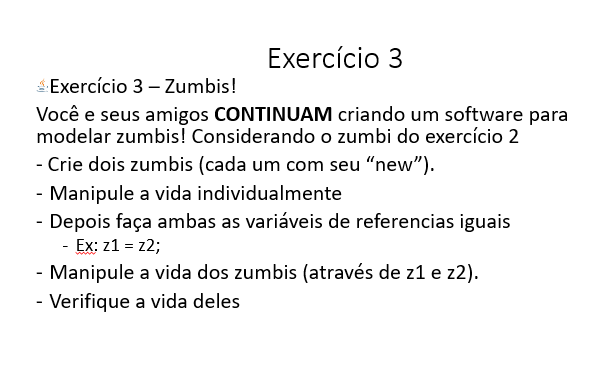 Exercício 3
Exercício 3 – Zumbis!
Você e seus amigos CONTINUAM criando um software para
modelar zumbis! Considerando o zumbi do exercício 2
- Crie dois zumbis (cada um com seu “new”).
- Manipule a vida individualmente
- Depois faça ambas as variáveis de referencias iguais
- Ex: z1 = z2;
- Manipule a vida dos zumbis (através de z1 e z2).
- Verifique a vida deles